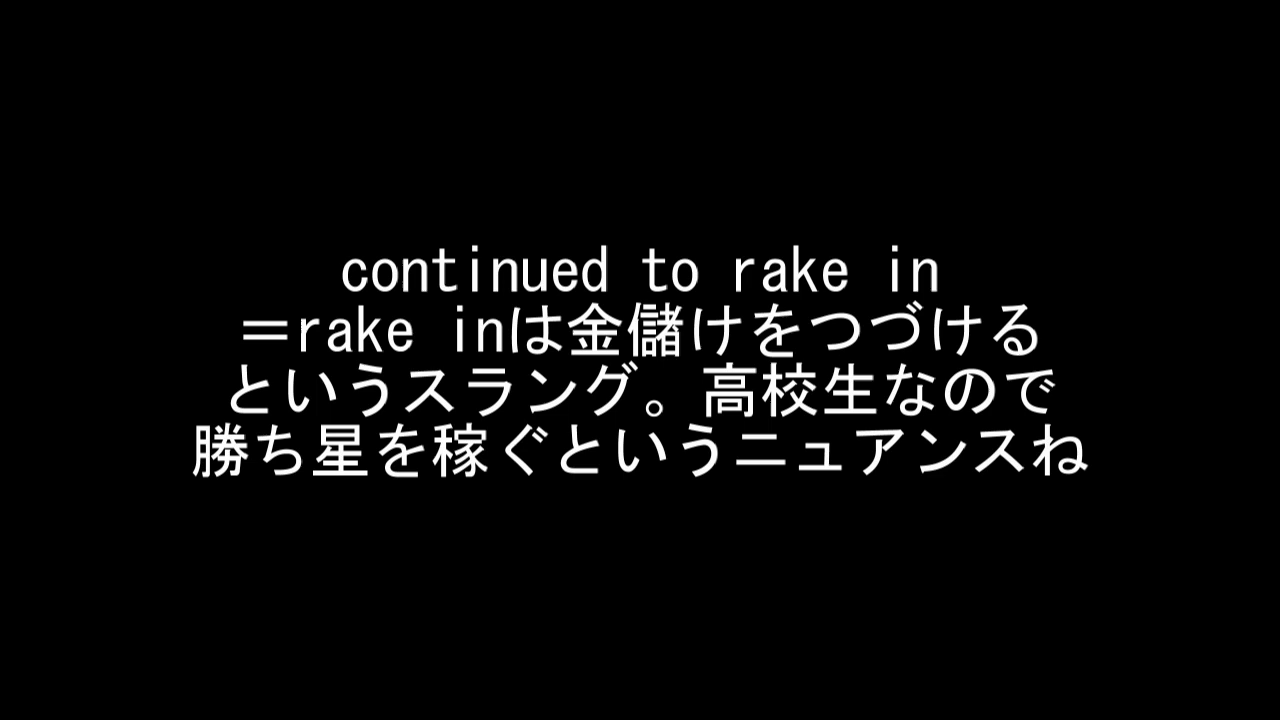 continued to rake in
＝rake inは金儲けをつづける
というスラング。高校生なので
勝ち星を稼ぐというニュアンスね